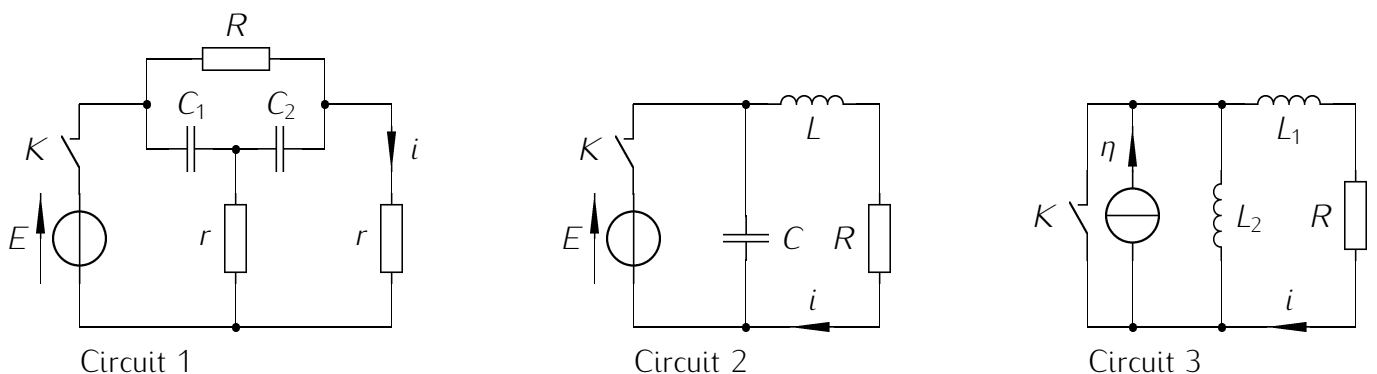 R
C₁ C₂
K
i
E
r
r
Circuit 1
L
K
E
C
R
i
Circuit 2
L₁
η
K
L₂
R
i
Circuit 3